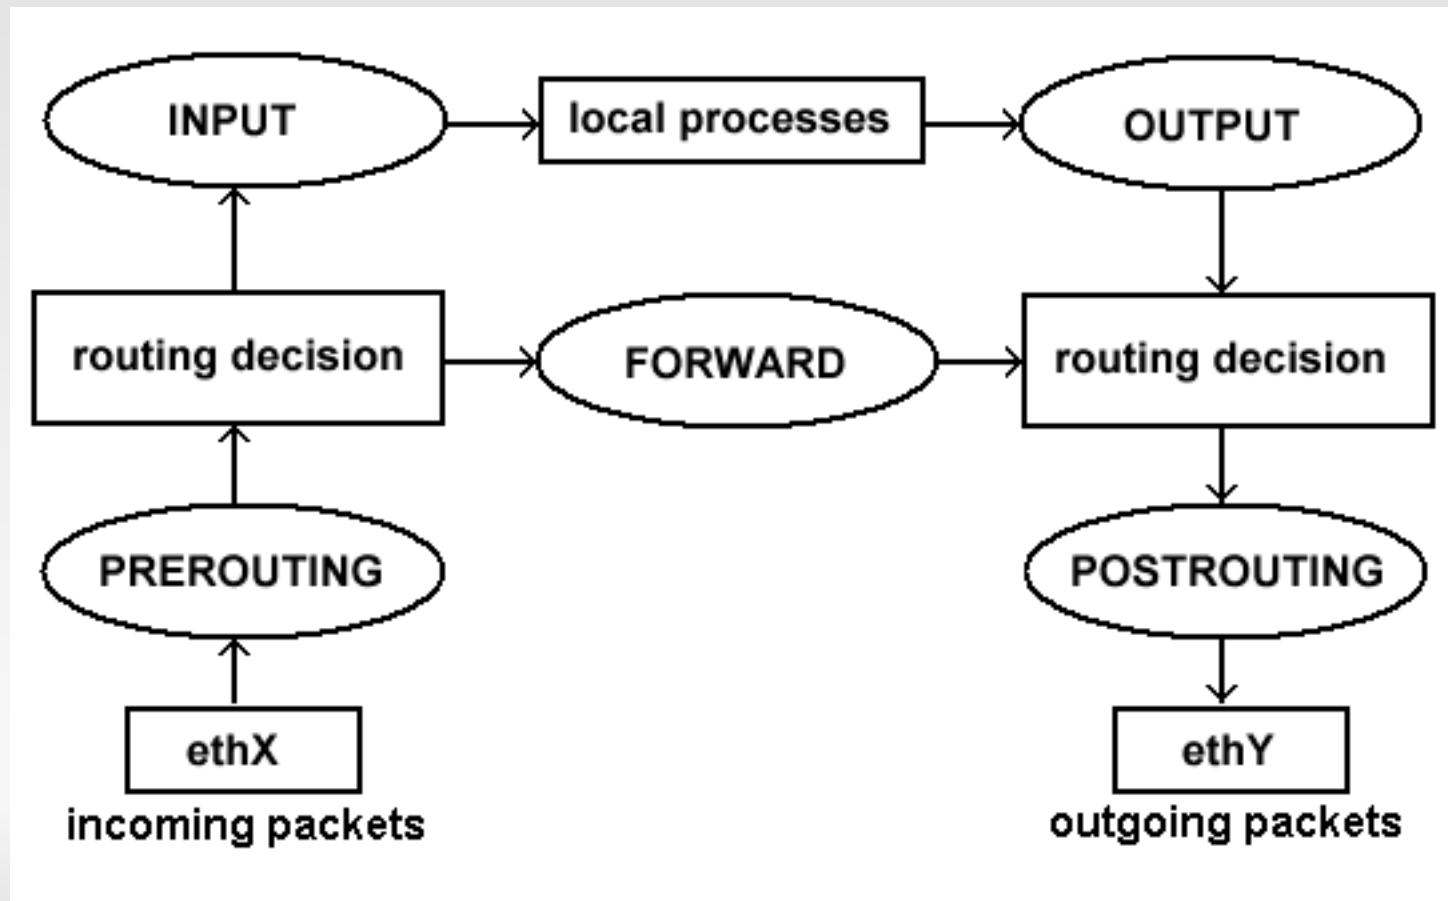 INPUT
local processes
OUTPUT
routing decision
FORWARD
routing decision
PREROUTING
POSTROUTING
ethX
ethY
incoming packets
outgoing packets